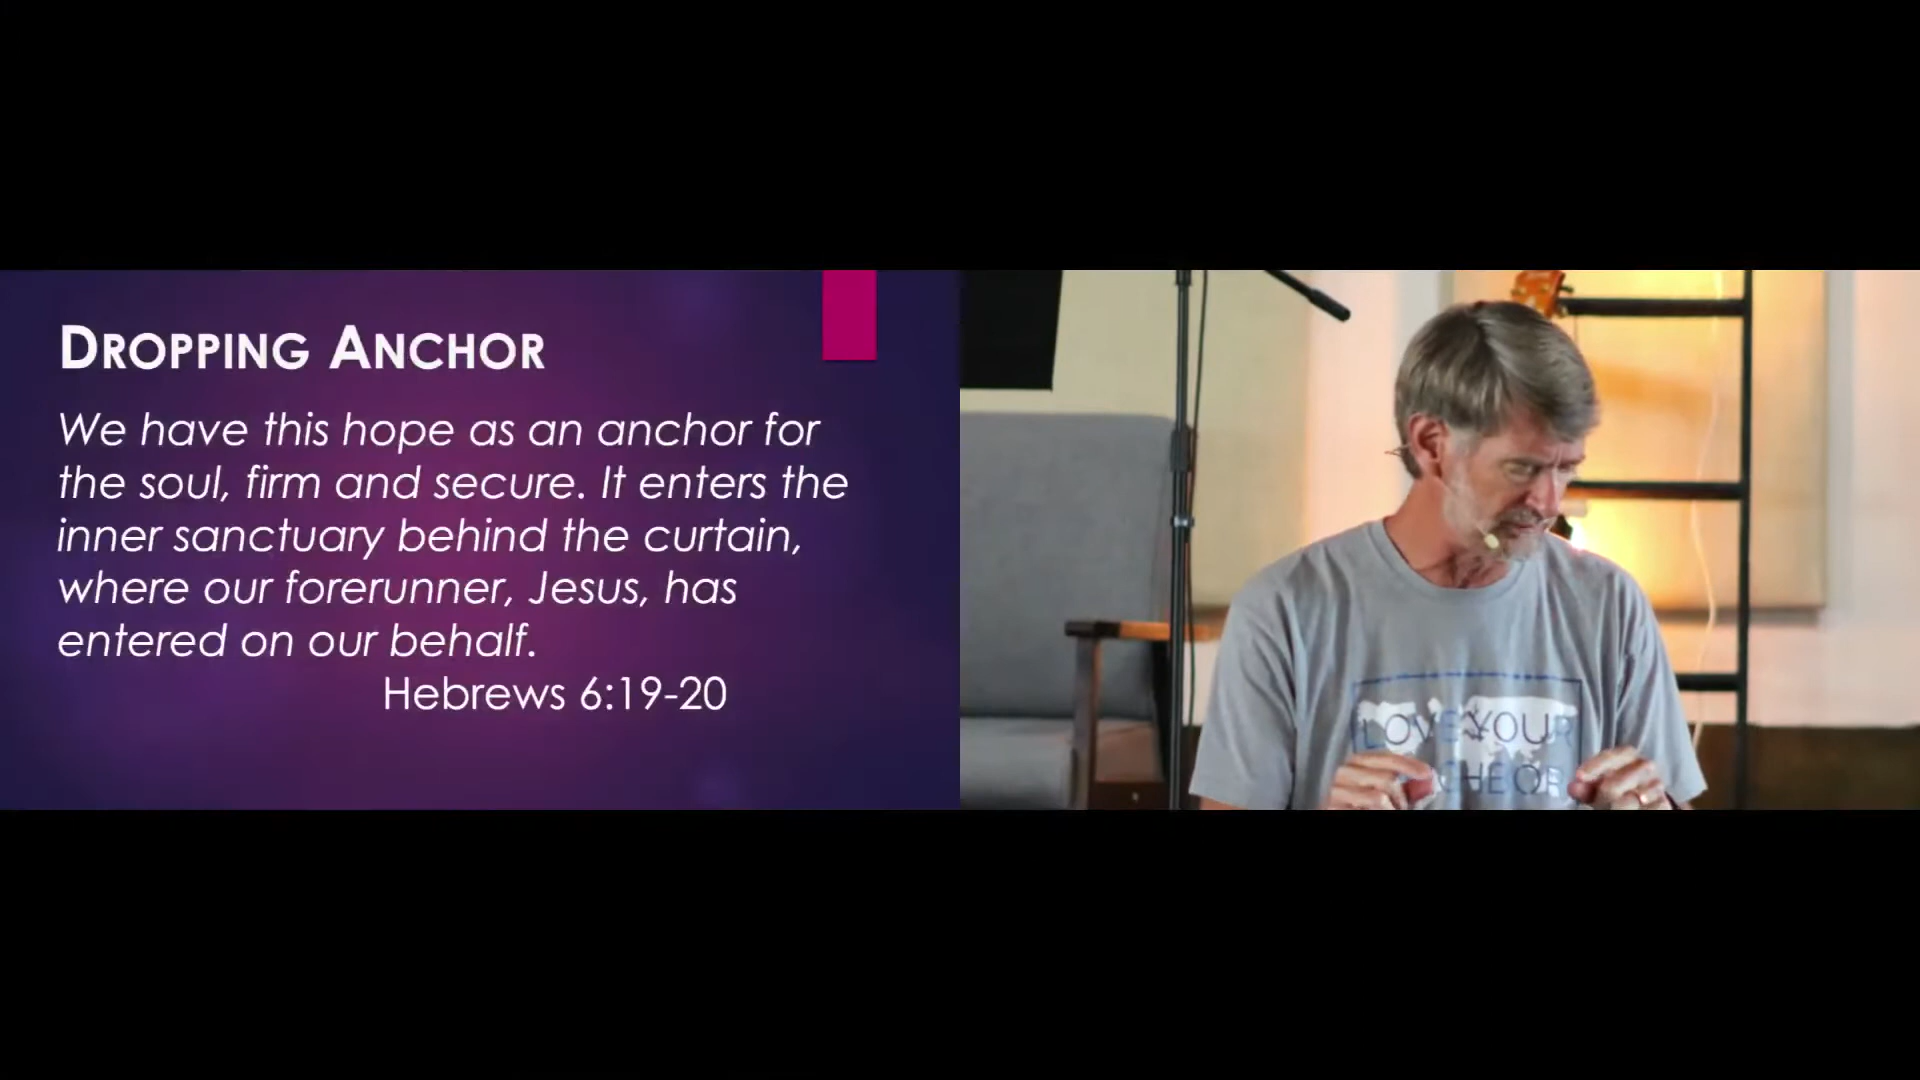 DROPPING ANCHOR
We have this hope as an anchor for
the soul, firm and secure. It enters the
inner sanctuary behind the curtain,
where our forerunner, Jesus, has
entered on our behalf.
Hebrews 6:19-20
LOVE YOUR